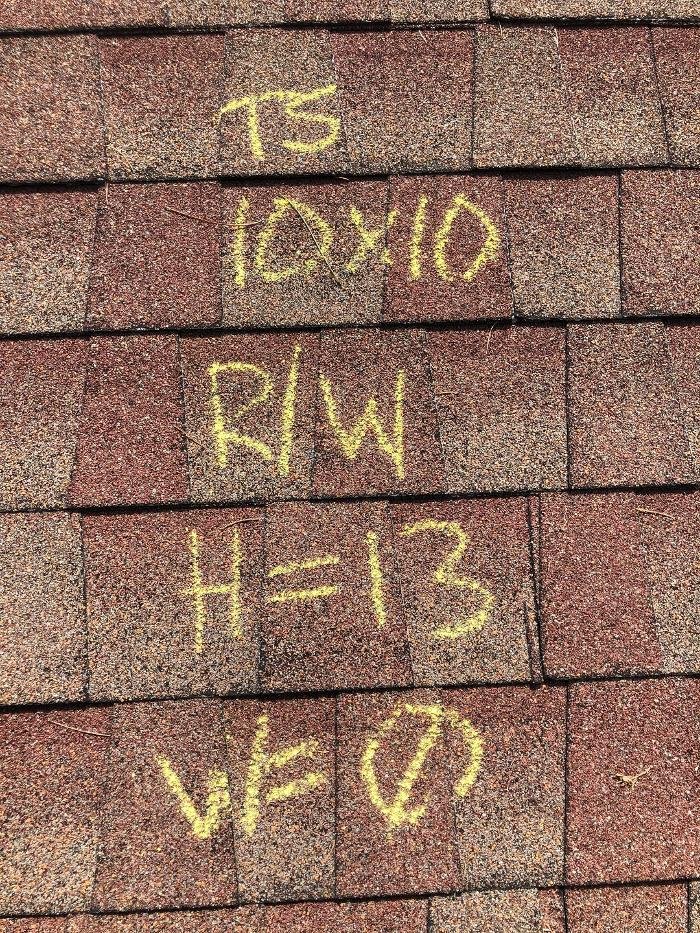 TS
10x10
R/W
H=13
W=Ø